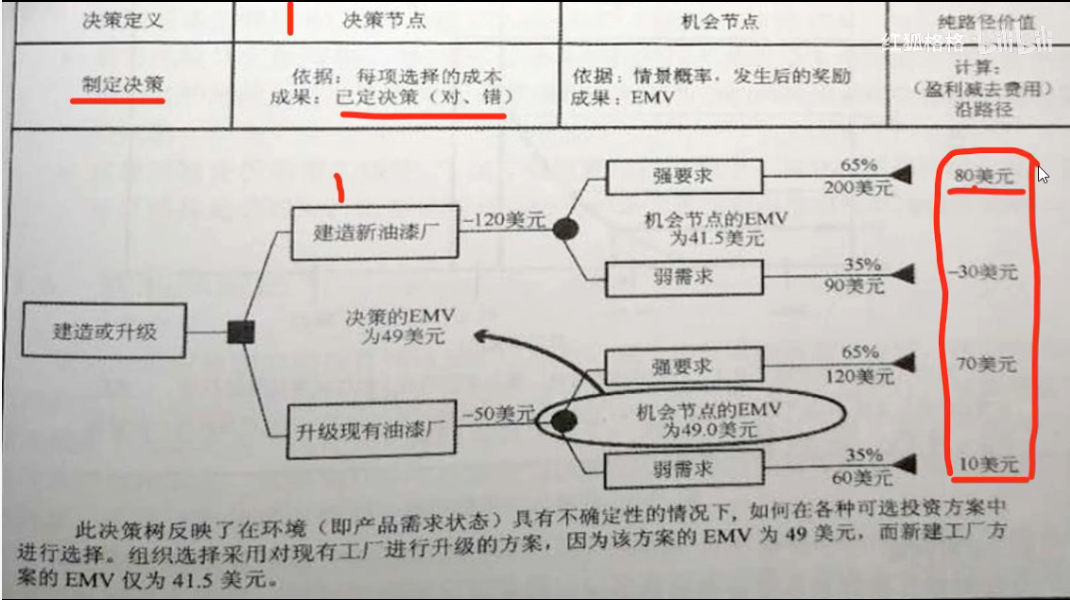 决策定义 决策节点 机会节点 纯路径价值
红狐格格 bilibili
制定决策
依据：每项选择的成本
成果：已定决策（对、错）
依据：情景概率，发生后的奖励
成果：EMV
计算：
（盈利减去费用）
沿路径
强要求 65% 80美元
200美元
建造新油漆厂 -120美元
机会节点的EMV
为41.5美元
弱需求 35% -30美元
90美元
建造或升级
决策的EMV
为49美元
强要求 65% 70美元
120美元
升级现有油漆厂 -50美元
机会节点的EMV
为49.0美元
弱需求 35% 10美元
60美元
此决策树反映了在环境（即产品需求状态）具有不确定性的情况下，如何在各种可选投资方案中
进行选择。组织选择采用对现有工厂进行升级的方案，因为该方案的 EMV 为 49 美元，而新建工厂方
案的 EMV 仅为 41.5 美元。